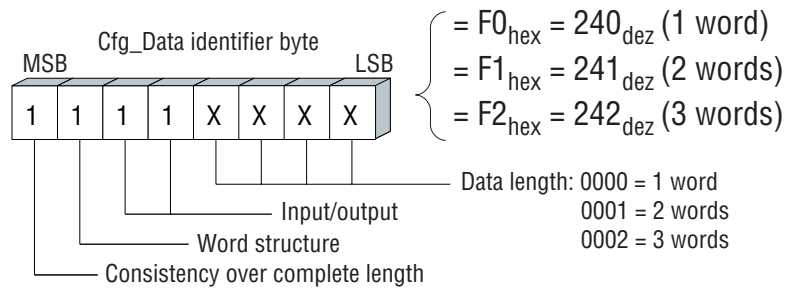 Cfg_Data identifier byte
MSB LSB
1 1 1 1 X X X X
= F0hex = 240dez (1 word)
= F1hex = 241dez (2 words)
= F2hex = 242dez (3 words)
Data length: 0000 = 1 word
0001 = 2 words
0002 = 3 words
Input/output
Word structure
Consistency over complete length